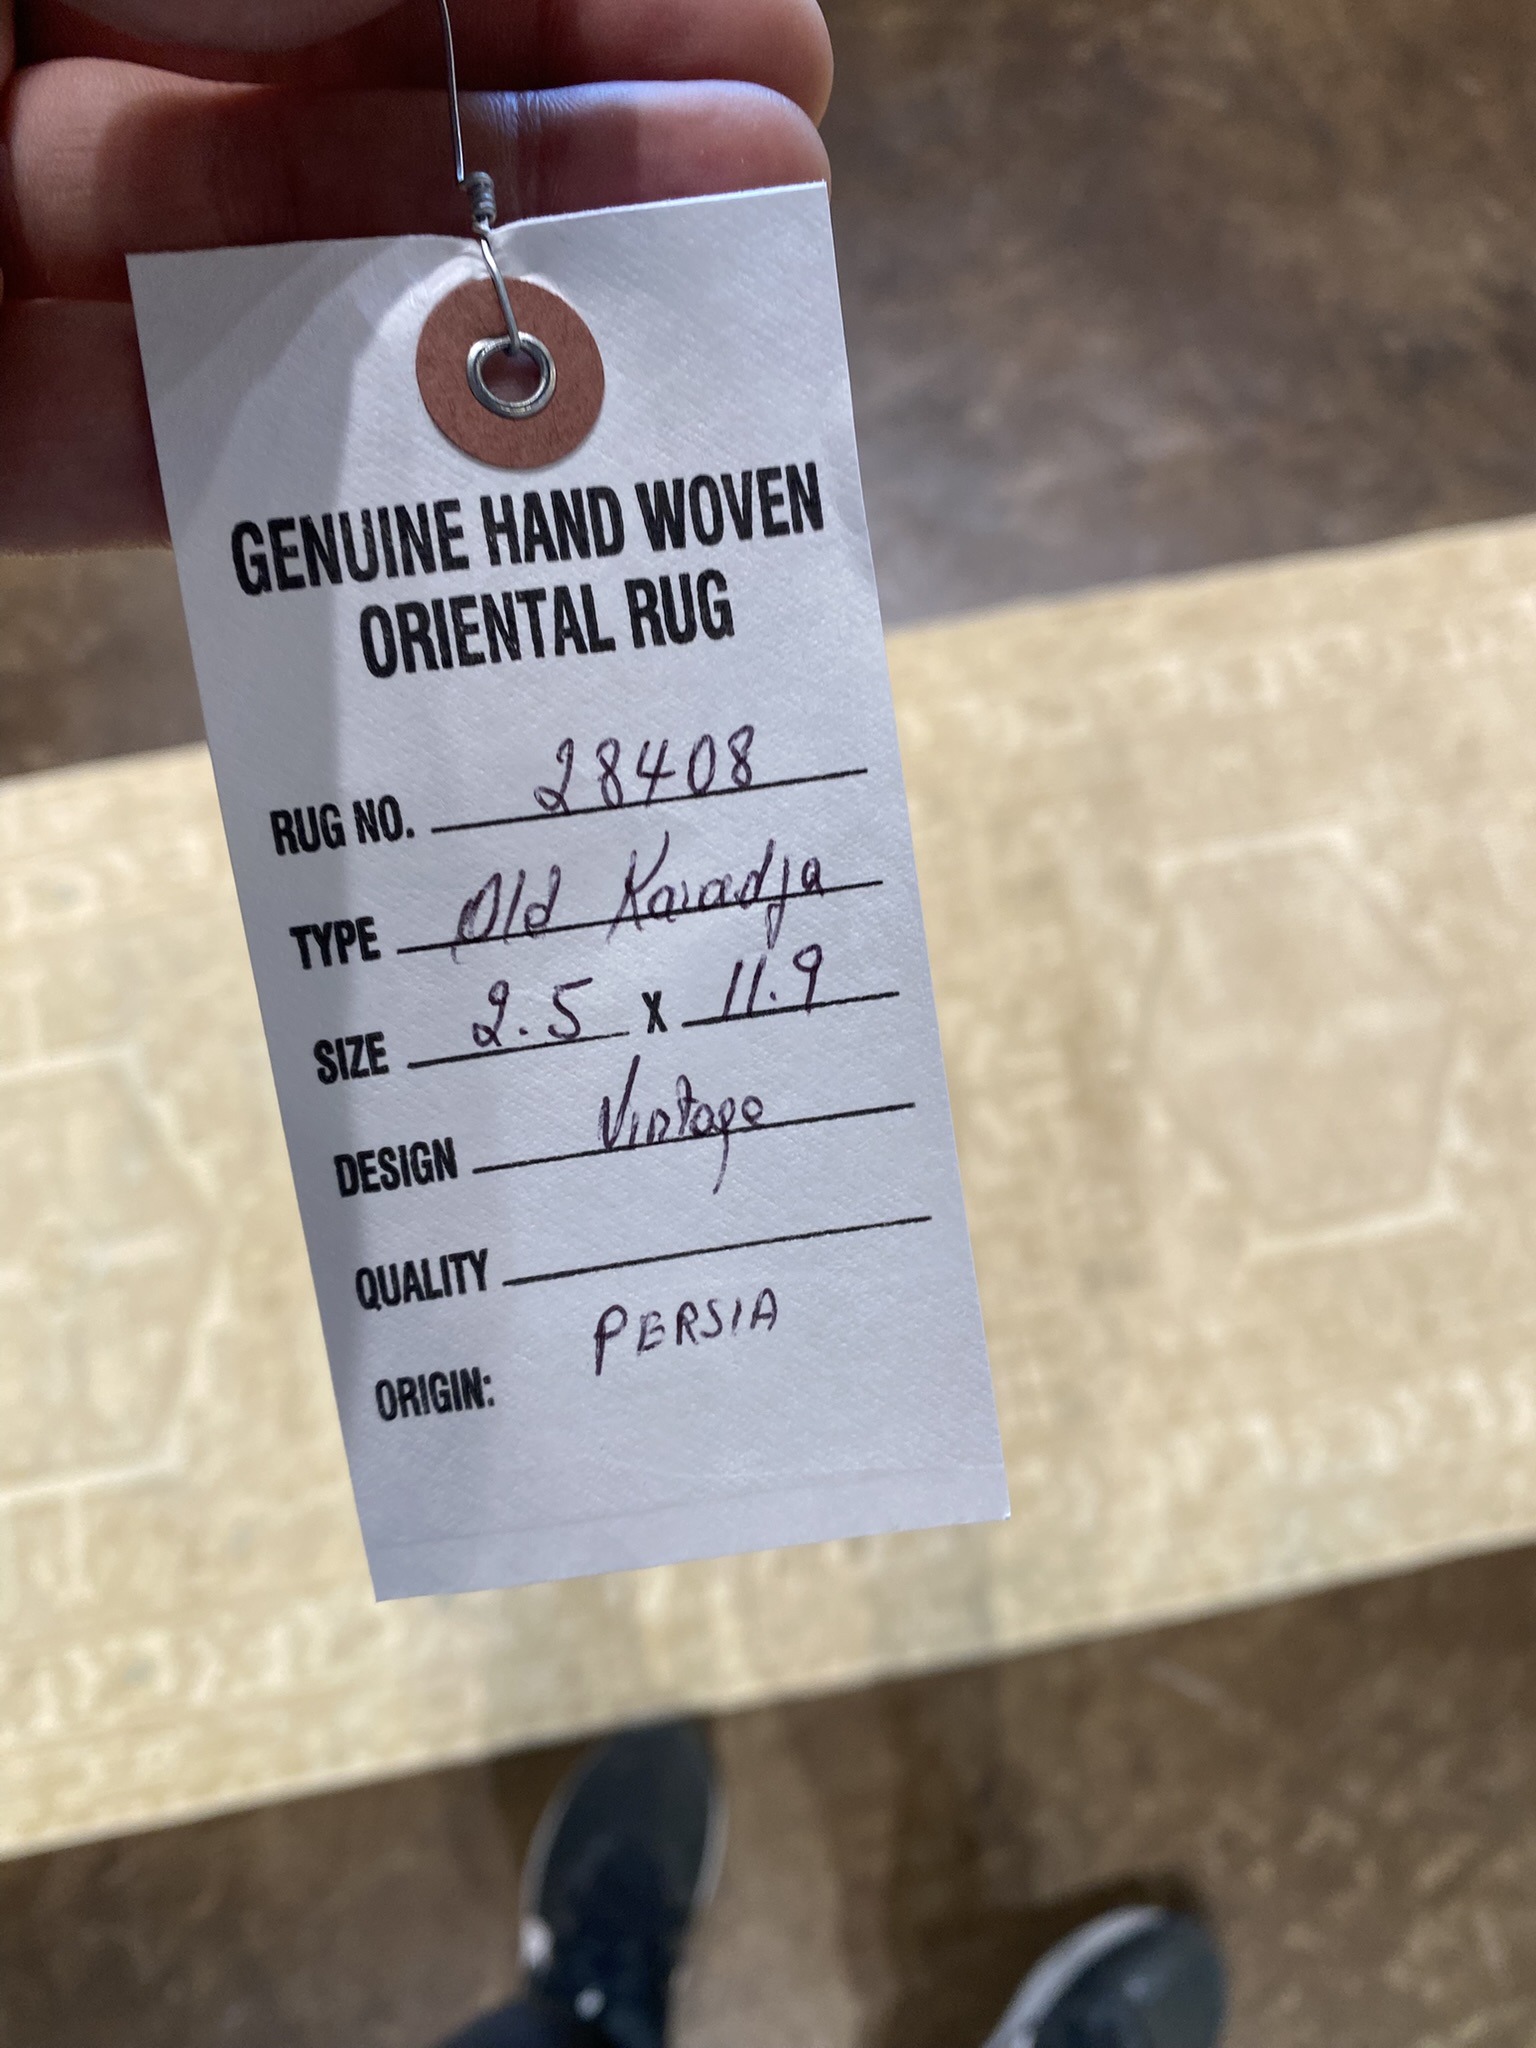 GENUINE HAND WOVEN
ORIENTAL RUG
RUG NO. 28408
TYPE Old Karadja
SIZE 2.5 X 11.9
DESIGN Vintage
QUALITY
ORIGIN: PERSIA